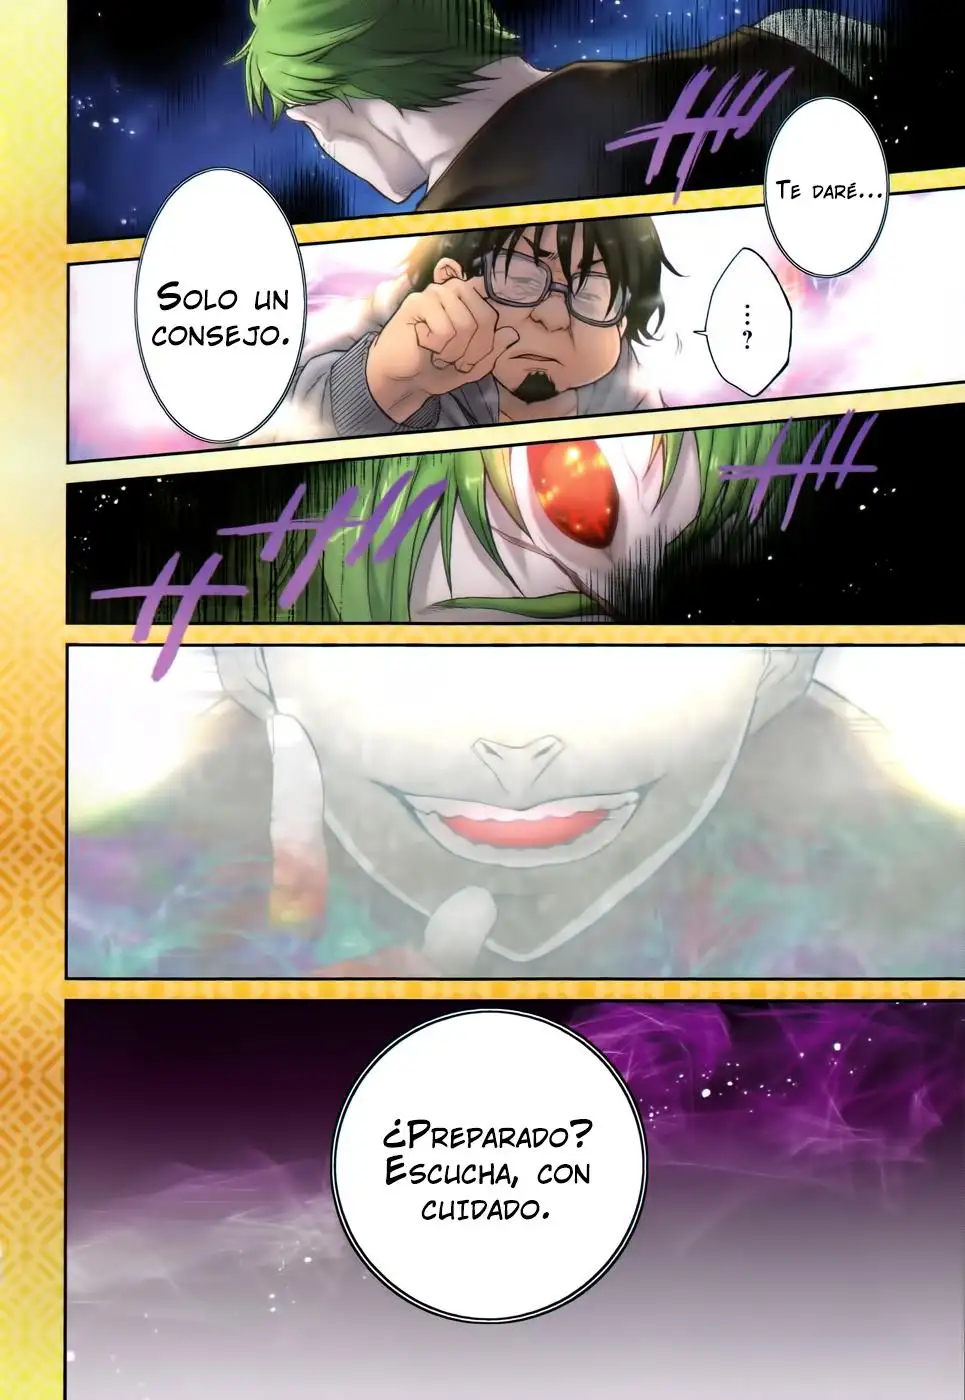 Te daré...
...?
Solo un
consejo.
¿Preparado?
Escucha, con
cuidado.